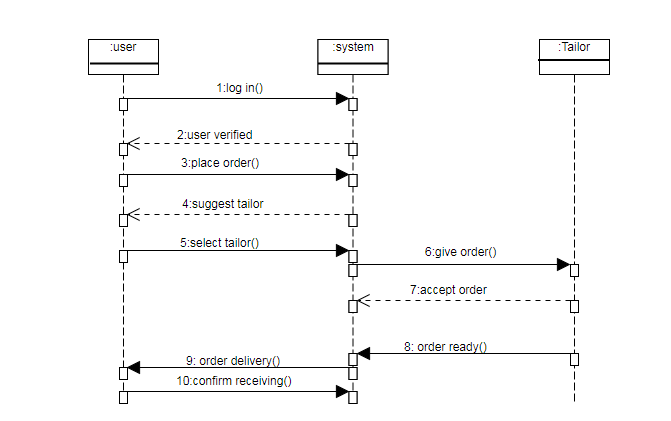 :user
:system
:Tailor
1:log in()
2:user verified
3:place order()
4:suggest tailor
5:select tailor()
6:give order()
7:accept order
8: order ready()
9: order delivery()
10:confirm receiving()